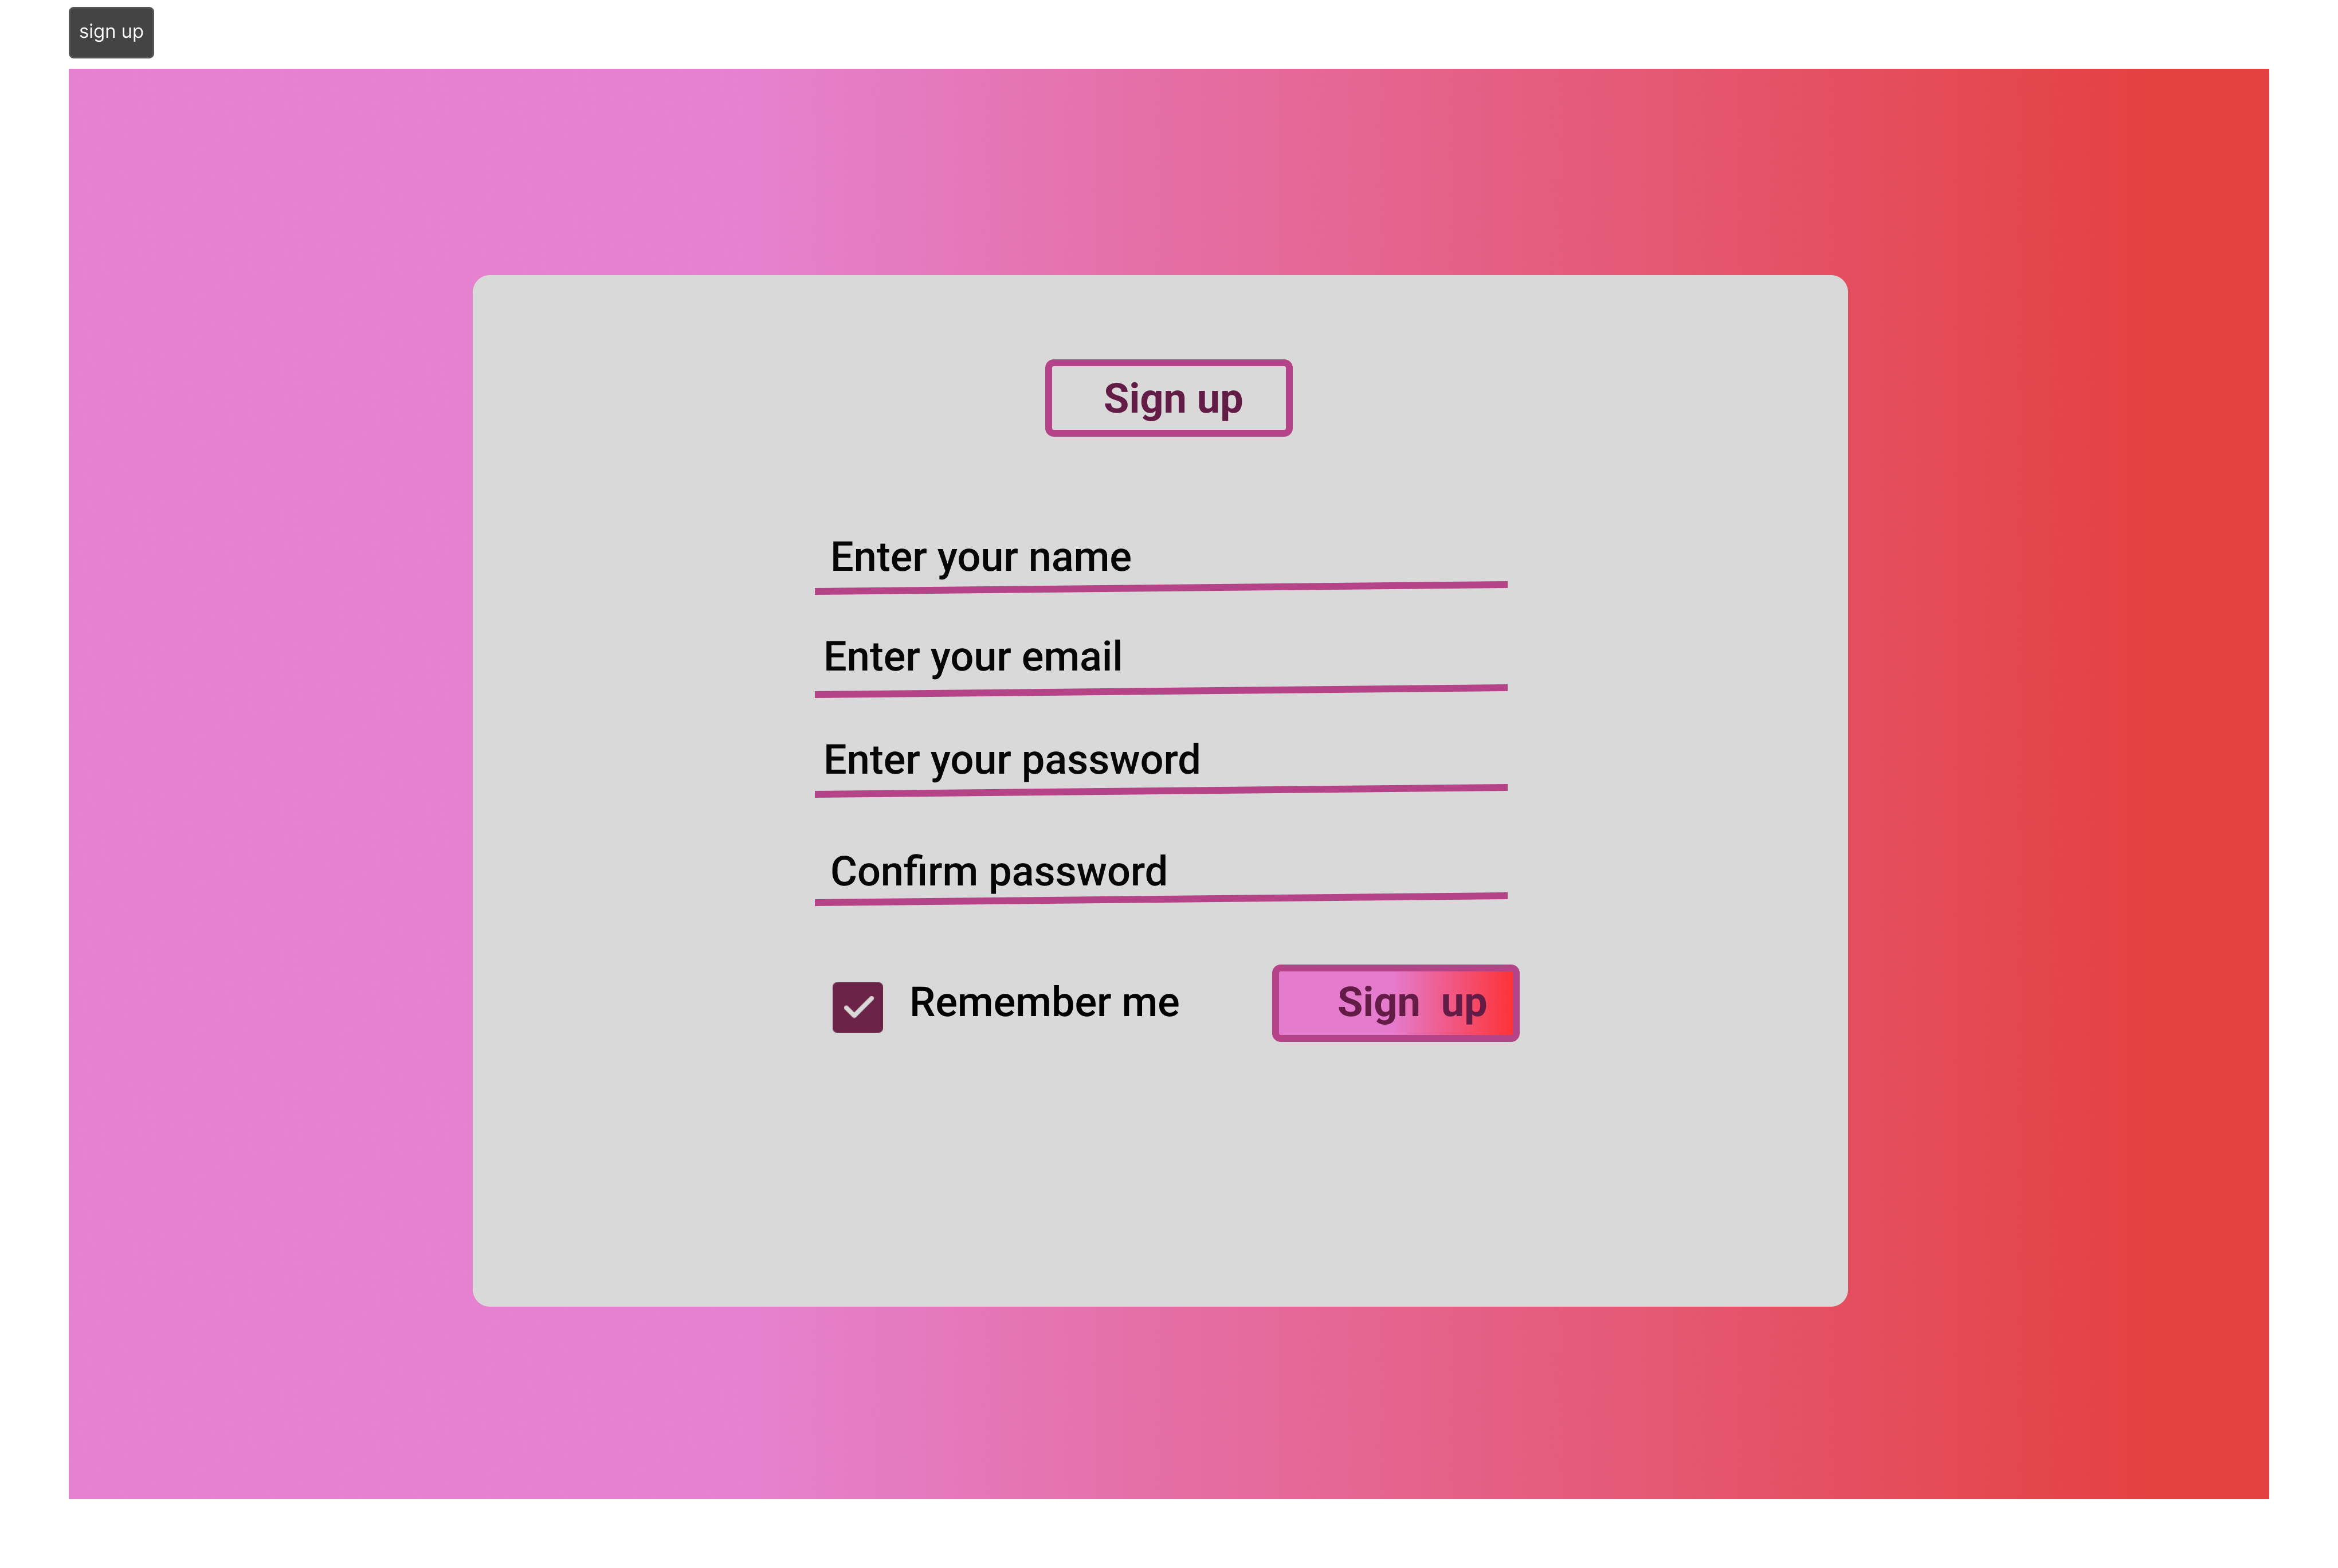 sign up
Sign up
Enter your name
Enter your email
Enter your password
Confirm password
Remember me
Sign  up